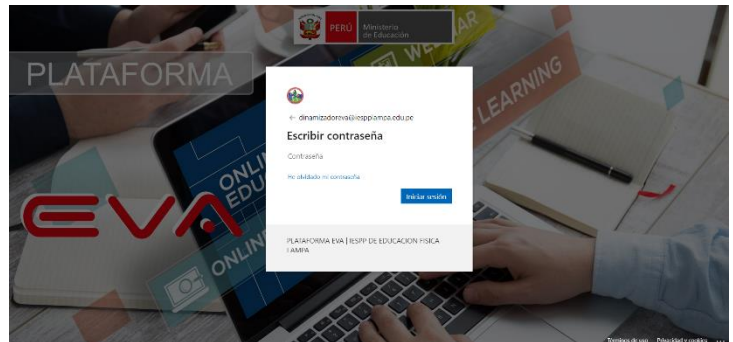 PERÚ
Ministerio
de Educación
PLATAFORMA
WEBINAR
LEARNING
ONLINE
EDU
EVA
ONLIN
← dinamizadoreva@iespplampa.edu.pe
Escribir contraseña
Contraseña
He olvidado mi contraseña
Iniciar sesión
PLATAFORMA EVA | IESPP DE EDUCACION FISICA
LAMPA
Términos de uso Privacidad y cookies ...